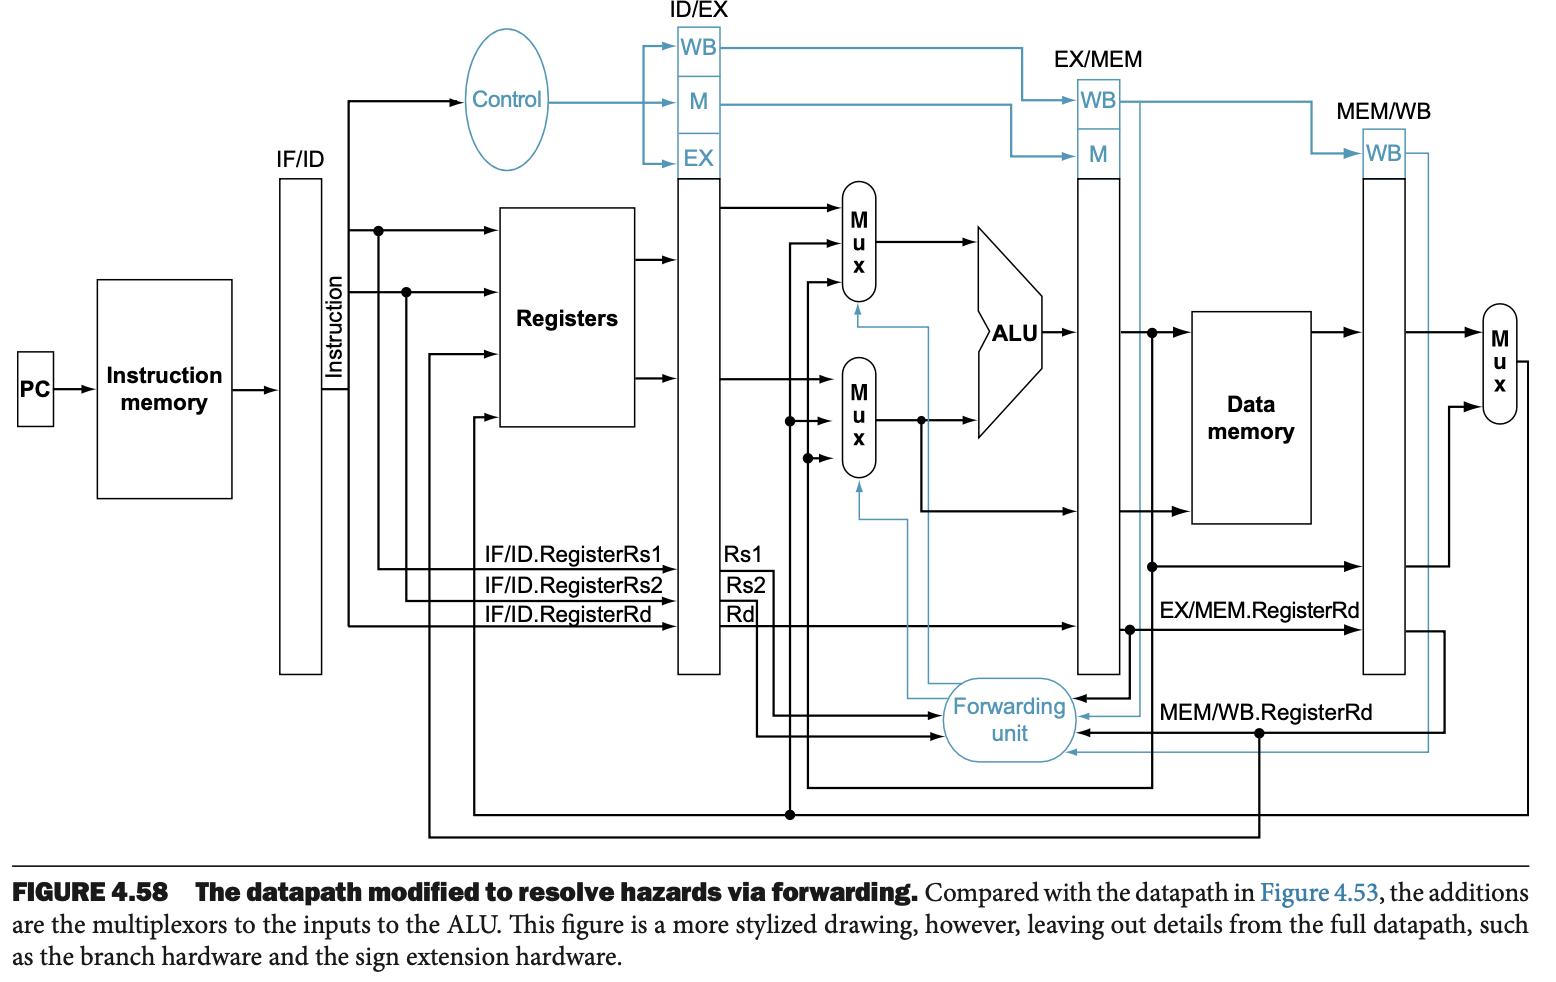 ID/EX
WB
EX/MEM
Control
M
WB
MEM/WB
IF/ID
EX
M
WB
M
u
x
Instruction
Registers
ALU
M
u
x
PC
Instruction
memory
M
u
x
Data
memory
IF/ID.RegisterRs1
Rs1
IF/ID.RegisterRs2
Rs2
IF/ID.RegisterRd
Rd
EX/MEM.RegisterRd
Forwarding
unit
MEM/WB.RegisterRd
FIGURE 4.58 The datapath modified to resolve hazards via forwarding. Compared with the datapath in Figure 4.53, the additions
are the multiplexors to the inputs to the ALU. This figure is a more stylized drawing, however, leaving out details from the full datapath, such
as the branch hardware and the sign extension hardware.